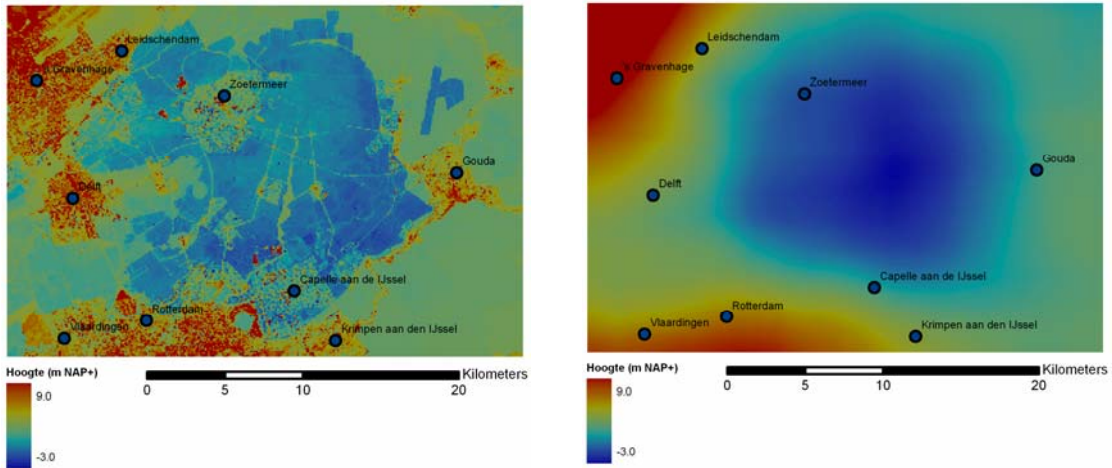 Leidschendam
's Gravenhage
Zoetermeer
Gouda
Delft
Capelle aan de IJssel
Rotterdam
Vlaardingen
Krimpen aan den IJssel
Hoogte (m NAP+)
9.0
-3.0
Kilometers
0 5 10 20
Leidschendam
's Gravenhage
Zoetermeer
Gouda
Delft
Capelle aan de IJssel
Rotterdam
Vlaardingen
Krimpen aan den IJssel
Hoogte (m NAP+)
9.0
-3.0
Kilometers
0 5 10 20